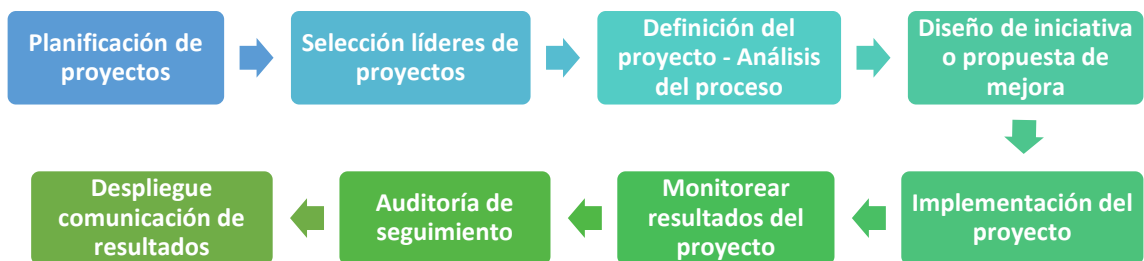 Planificación de
proyectos
Selección líderes de
proyectos
Definición del
proyecto - Análisis
del proceso
Diseño de iniciativa
o propuesta de
mejora
Implementación del
proyecto
Monitorear
resultados del
proyecto
Auditoría de
seguimiento
Despliegue
comunicación de
resultados